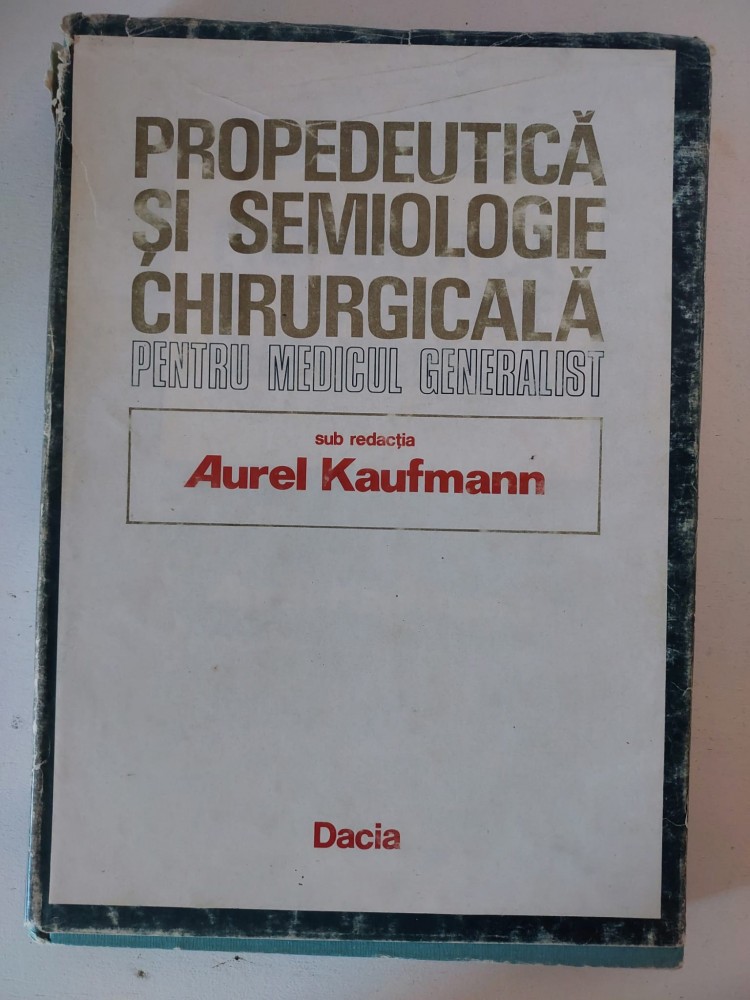 PROPEDEUTICĂ
ȘI SEMIOLOGIE
CHIRURGICALĂ
PENTRU MEDICUL GENERALIST
sub redacția
Aurel Kaufmann
Dacia